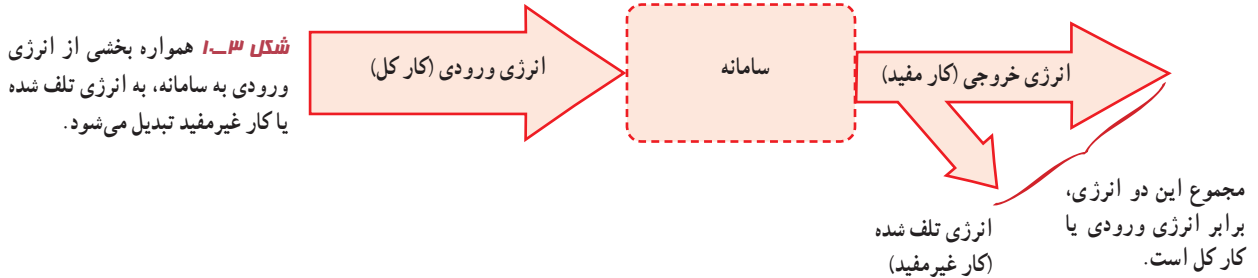 شکل ۳ــ۱۰ همواره بخشی از انرژی
ورودی به سامانه، به انرژی تلف شده
یا کار غیرمفید تبدیل می‌شود.
انرژی ورودی (کار کل)
سامانه
انرژی خروجی (کار مفید)
انرژی تلف شده
(کار غیرمفید)
مجموع این دو انرژی،
برابر انرژی ورودی یا
کار کل است.